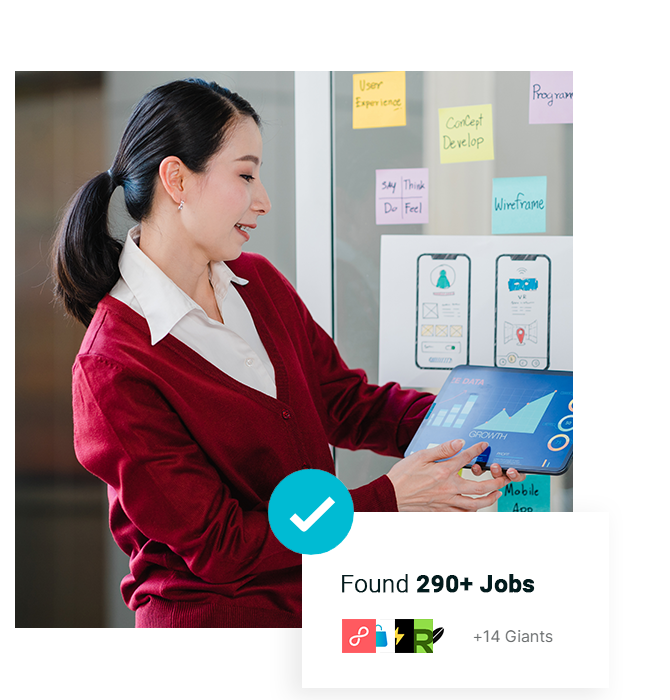 User
Experience
Program
Concept
Develop
Say
Think
Do
Feel
Wireframe
VR
DATA
GROWTH
Mobile
App
Found 290+ Jobs
R
+14 Giants